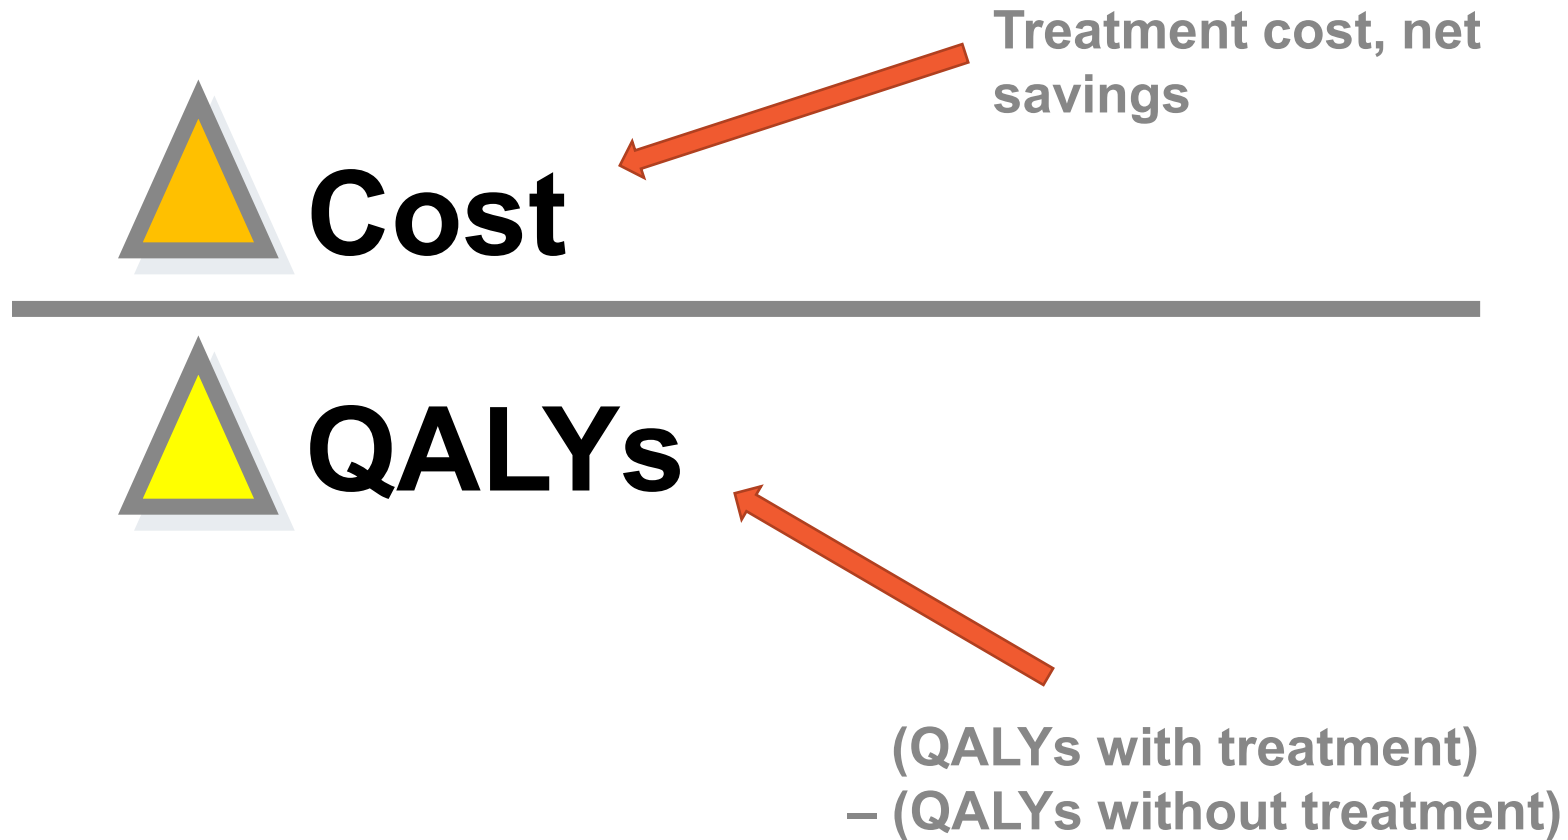 Treatment cost, net
savings
Cost
QALYs
(QALYs with treatment)
– (QALYs without treatment)